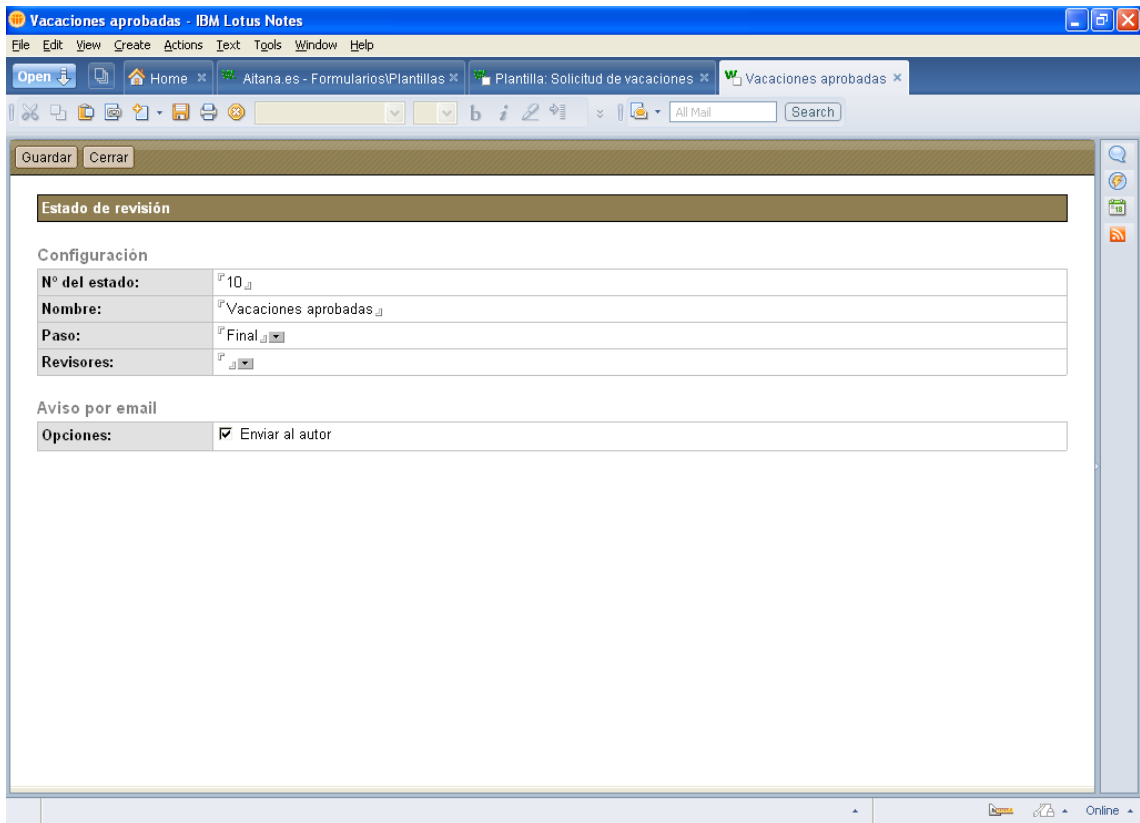 Vacaciones aprobadas - IBM Lotus Notes
File Edit View Create Actions Text Tools Window Help
Open Home Aitana.es - Formularios\Plantillas Plantilla: Solicitud de vacaciones Vacaciones aprobadas
b i All Mail Search
Guardar Cerrar
18
Estado de revisión
Configuración
Nº del estado: 10
Nombre: Vacaciones aprobadas
Paso: Final
Revisores:
Aviso por email
Opciones: Enviar al autor
Online